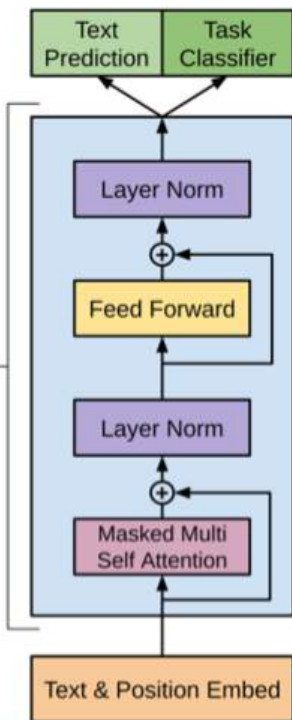 Text
Prediction
Task
Classifier
Layer Norm
+
Feed Forward
Layer Norm
+
Masked Multi
Self Attention
Text & Position Embed